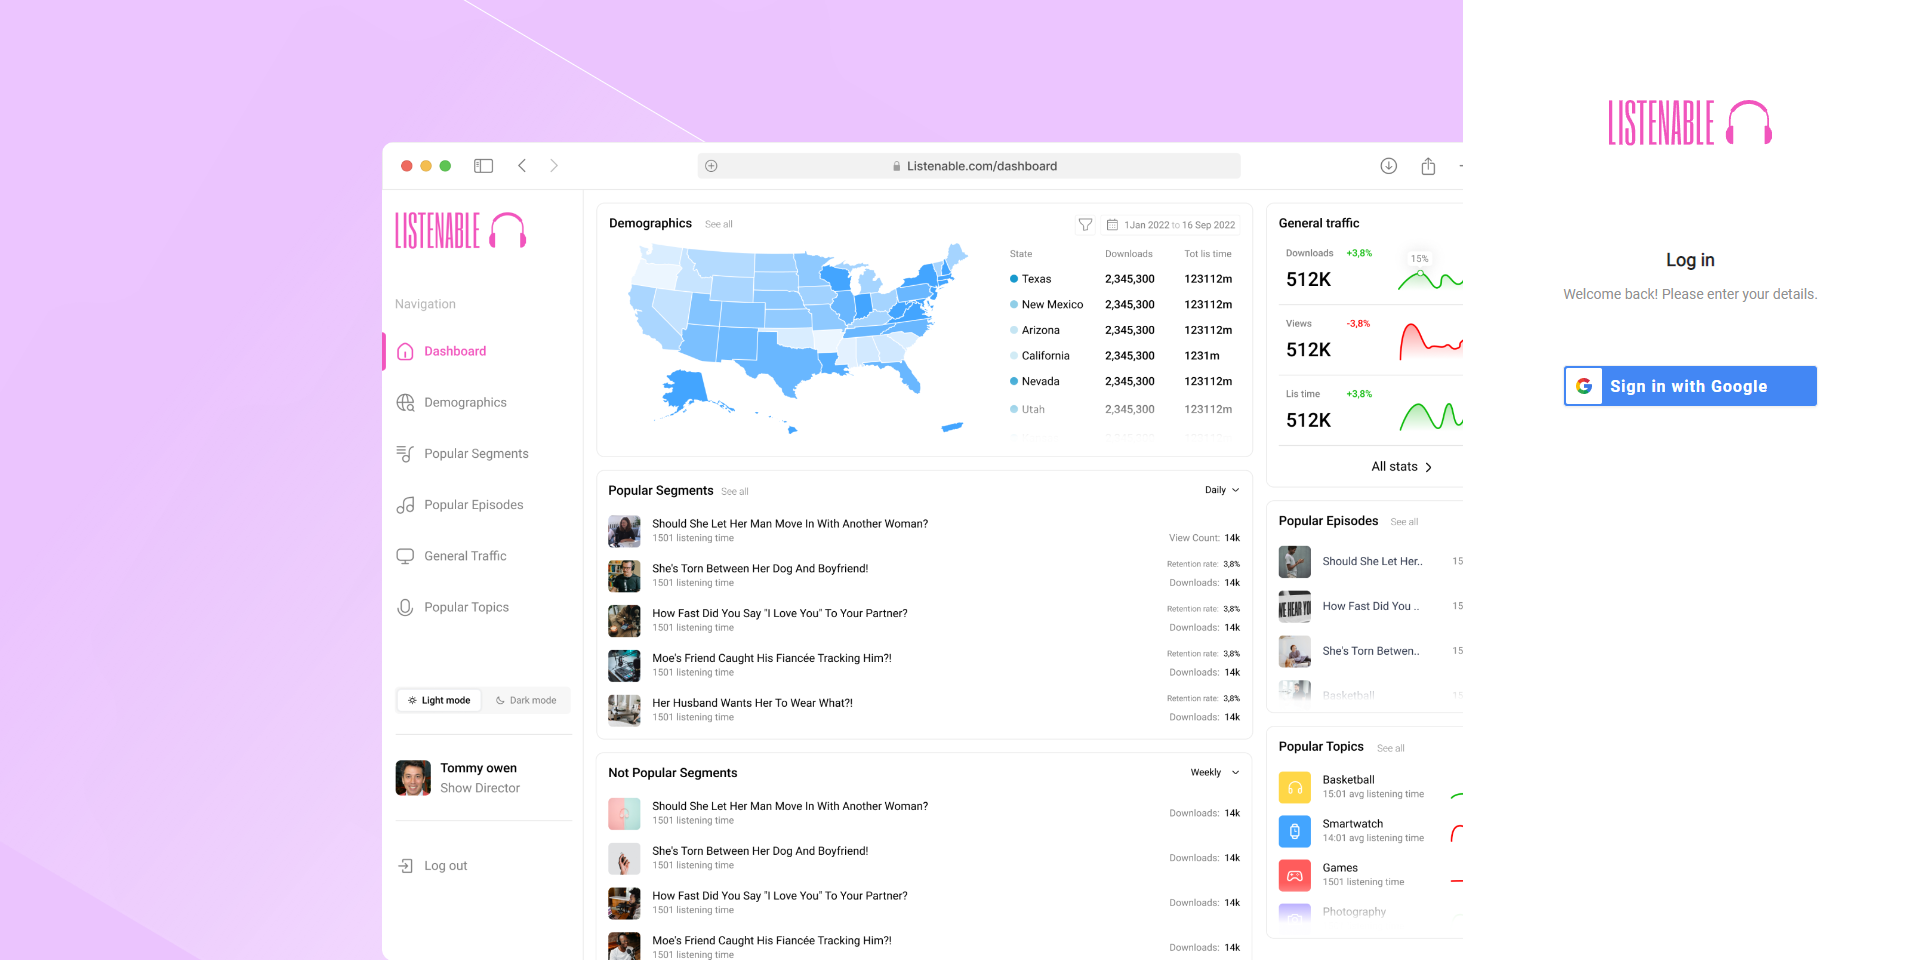 Listenable.com/dashboard
LISTENABLE
Navigation
Dashboard
Demographics
Popular Segments
Popular Episodes
General Traffic
Popular Topics
Light mode
Dark mode
Tommy owen
Show Director
Log out
Demographics See all
1Jan 2022 to 16 Sep 2022
State Downloads Tot lis time
Texas 2,345,300 123112m
New Mexico 2,345,300 123112m
Arizona 2,345,300 123112m
California 2,345,300 1231m
Nevada 2,345,300 123112m
Utah 2,345,300 123112m
Popular Segments See all
Daily
Should She Let Her Man Move In With Another Woman?
1501 listening time
View Count: 14k
She's Torn Between Her Dog And Boyfriend!
1501 listening time
Retention rate: 3,8%
Downloads: 14k
How Fast Did You Say "I Love You" To Your Partner?
1501 listening time
Retention rate: 3,8%
Downloads: 14k
Moe's Friend Caught His Fiancée Tracking Him?!
1501 listening time
Retention rate: 3,8%
Downloads: 14k
Her Husband Wants Her To Wear What?!
1501 listening time
Retention rate: 3,8%
Downloads: 14k
Not Popular Segments
Weekly
Should She Let Her Man Move In With Another Woman?
1501 listening time
Downloads: 14k
She's Torn Between Her Dog And Boyfriend!
1501 listening time
Downloads: 14k
How Fast Did You Say "I Love You" To Your Partner?
1501 listening time
Downloads: 14k
Moe's Friend Caught His Fiancée Tracking Him?!
1501 listening time
Downloads: 14k
General traffic
Downloads +3,8%
512K
15%
Views -3,8%
512K
Lis time +3,8%
512K
All stats
Popular Episodes See all
Should She Let Her.. 15
WE HEAR YOU
How Fast Did You .. 15
She's Torn Betwen.. 15
Basketball 15
Popular Topics See all
Basketball
15:01 avg listening time
Smartwatch
14:01 avg listening time
Games
1501 listening time
Photography
LISTENABLE
Log in
Welcome back! Please enter your details.
Sign in with Google